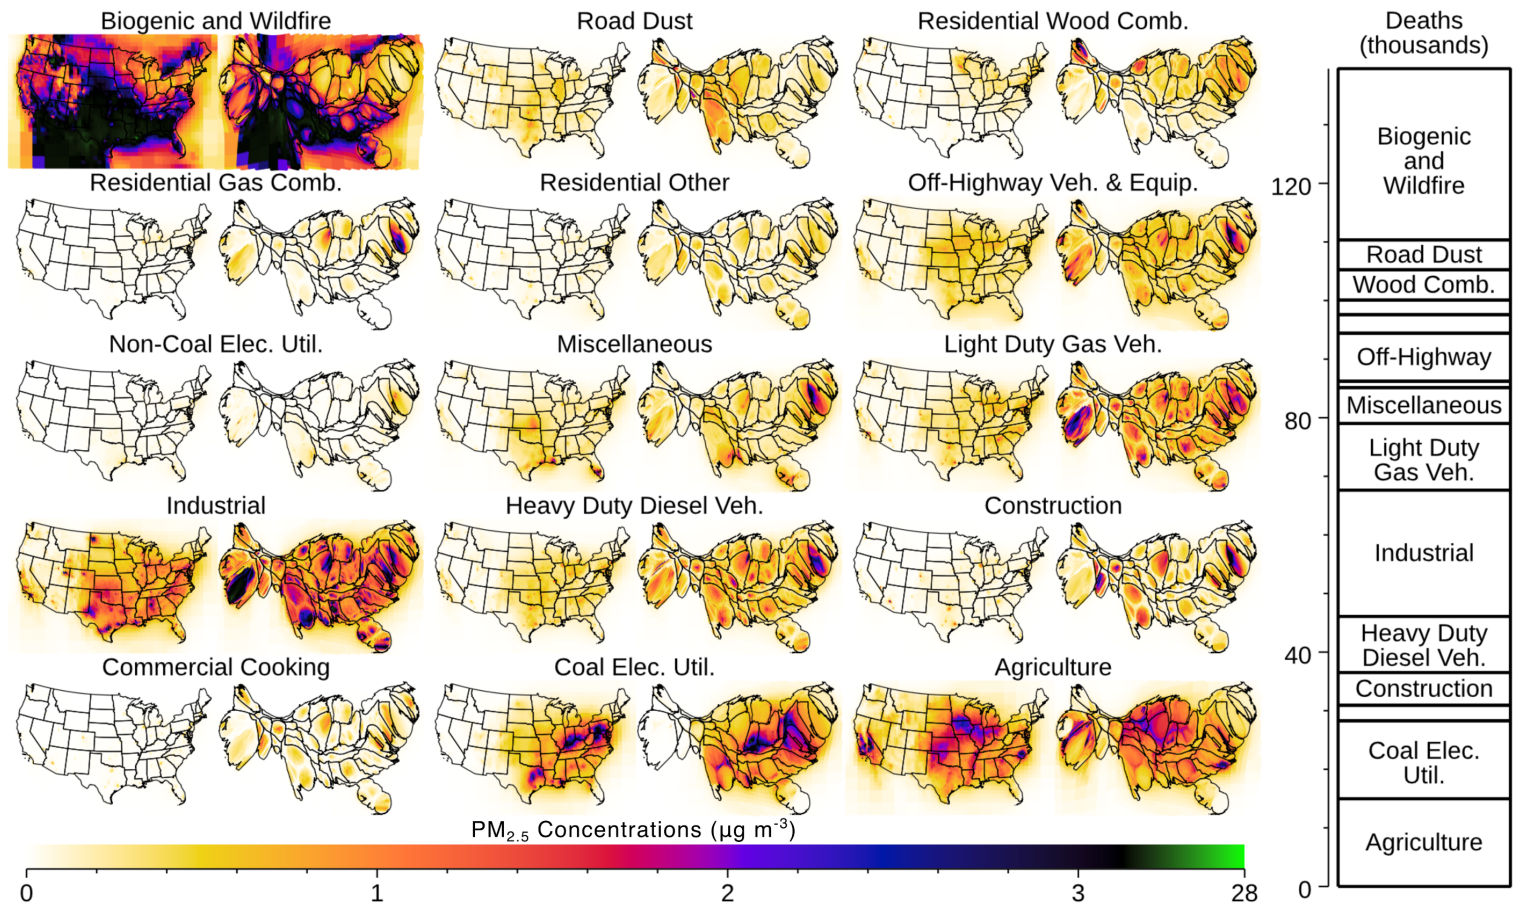 Biogenic and Wildfire
Road Dust
Residential Wood Comb.
Residential Gas Comb.
Residential Other
Off-Highway Veh. & Equip.
Non-Coal Elec. Util.
Miscellaneous
Light Duty Gas Veh.
Industrial
Heavy Duty Diesel Veh.
Construction
Commercial Cooking
Coal Elec. Util.
Agriculture
PM2.5 Concentrations (µg m-3)
0 1 2 3 28
Deaths
(thousands)
120
80
40
0
Biogenic
and
Wildfire
Road Dust
Wood Comb.
Off-Highway
Miscellaneous
Light Duty
Gas Veh.
Industrial
Heavy Duty
Diesel Veh.
Construction
Coal Elec.
Util.
Agriculture